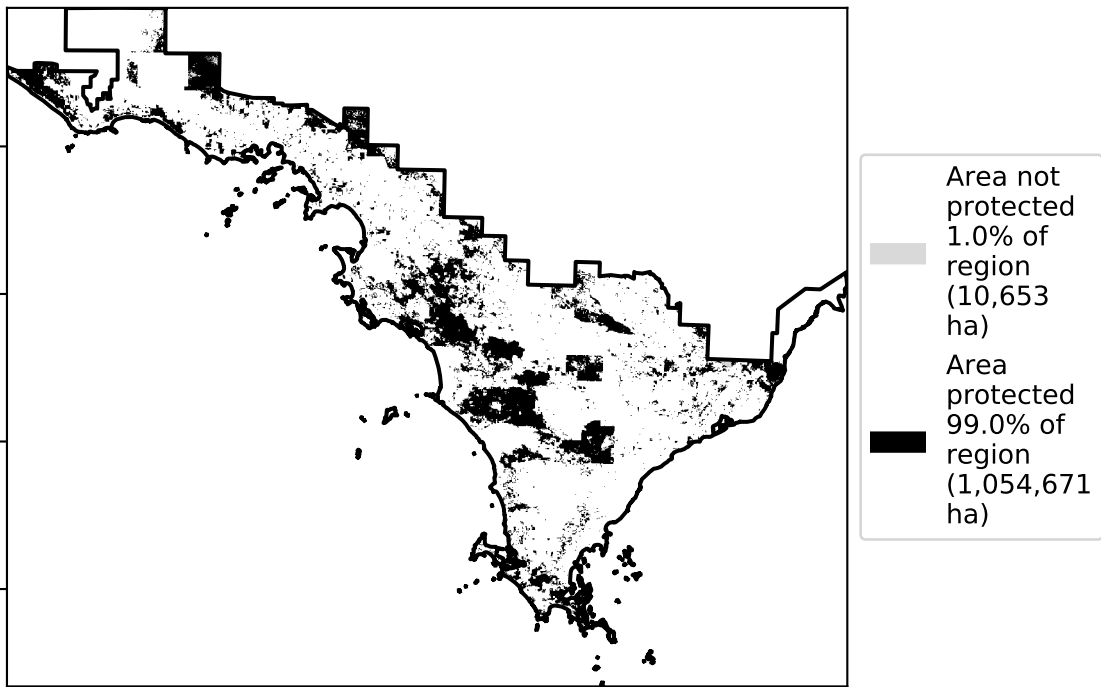 Area not
protected
1.0% of
region
(10,653
ha)
Area
protected
99.0% of
region
(1,054,671
ha)